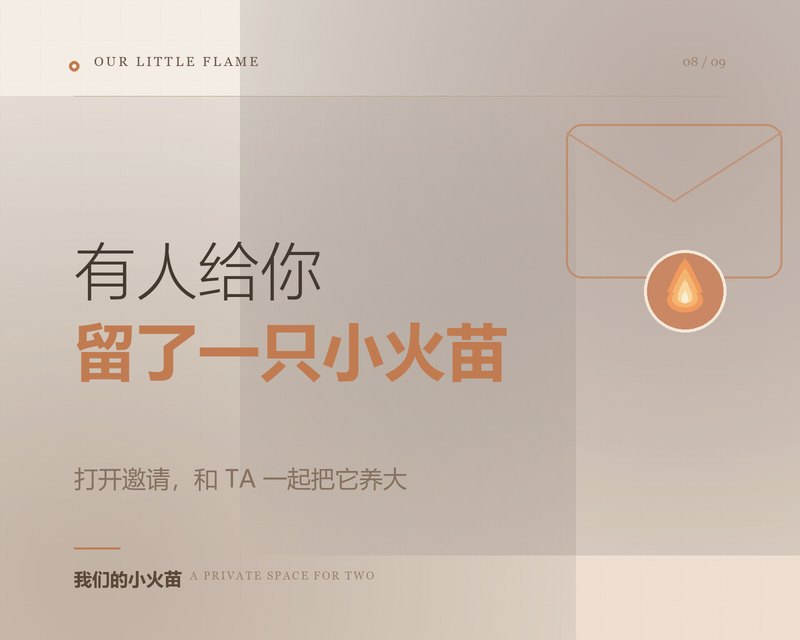 OUR LITTLE FLAME
08 / 09
有人给你
留了一只小火苗
打开邀请，和 TA 一起把它养大
我们的小火苗 A PRIVATE SPACE FOR TWO